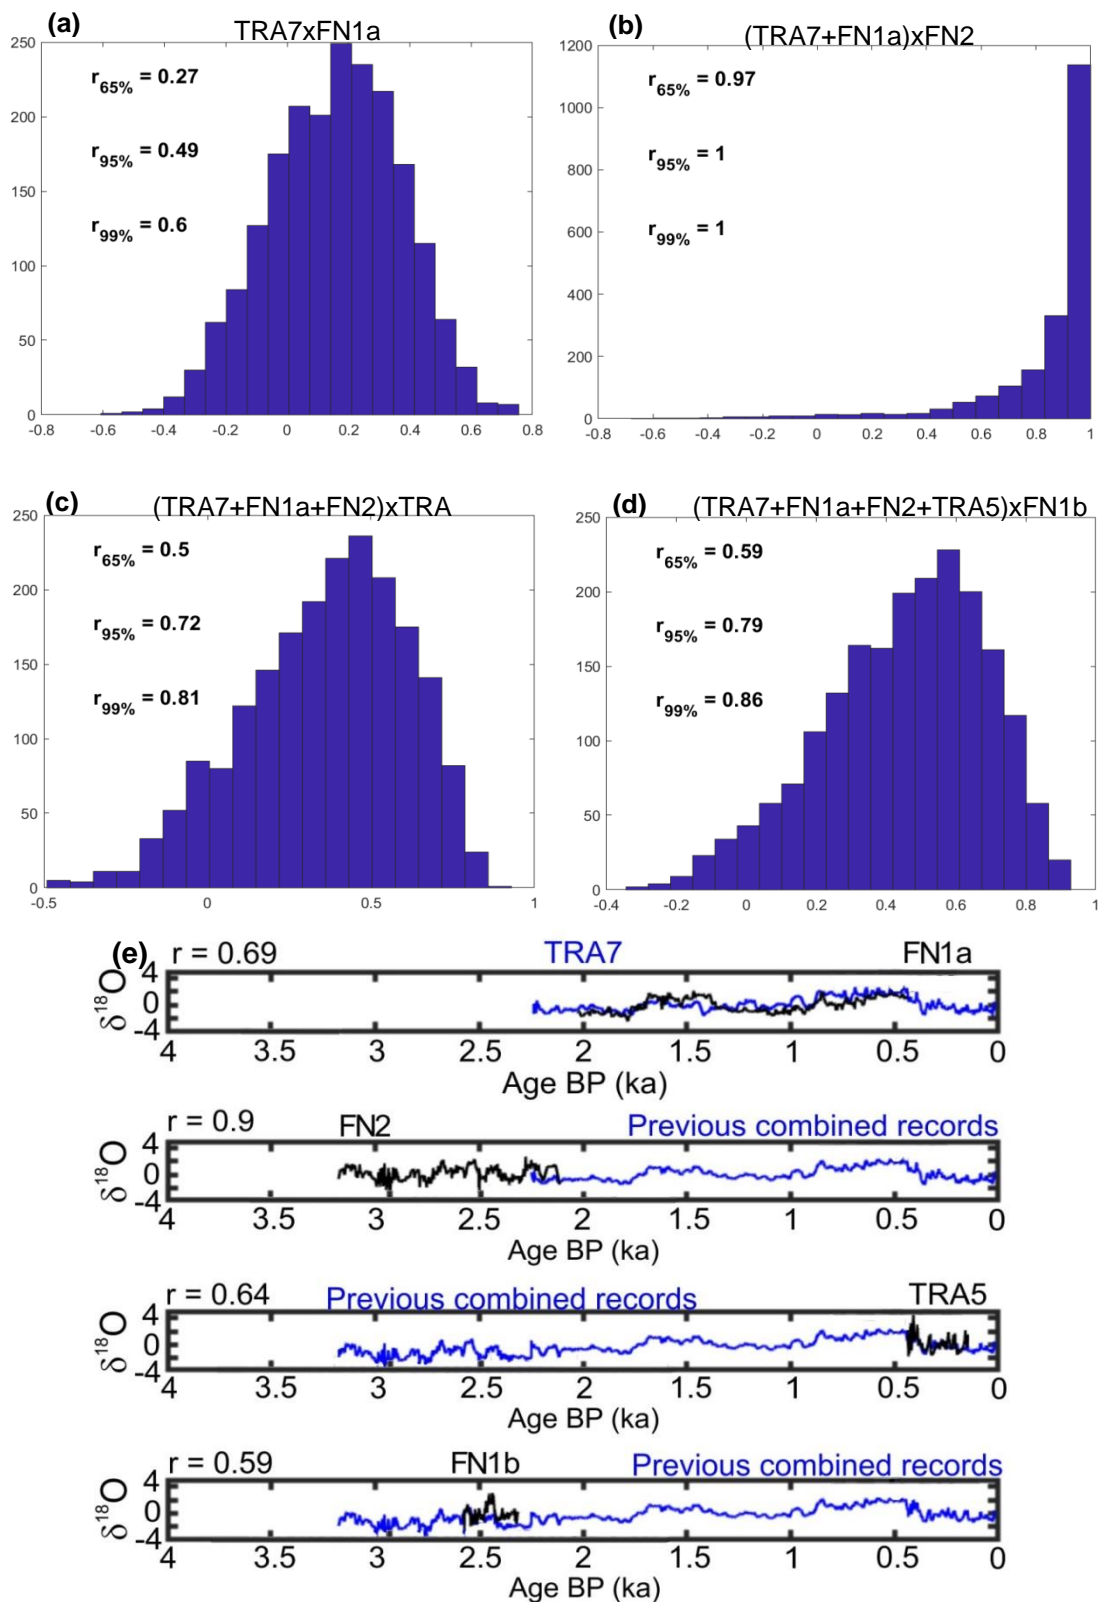 (a) TRA7xFN1a
r65% = 0.27
r95% = 0.49
r99% = 0.6
250
200
150
100
50
0
-0.8 -0.6 -0.4 -0.2 0 0.2 0.4 0.6 0.8
(b) (TRA7+FN1a)xFN2
r65% = 0.97
r95% = 1
r99% = 1
1200
1000
800
600
400
200
0
-0.8 -0.6 -0.4 -0.2 0 0.2 0.4 0.6 0.8 1
(c) (TRA7+FN1a+FN2)xTRA
r65% = 0.5
r95% = 0.72
r99% = 0.81
250
200
150
100
50
0
-0.5 0 0.5 1
(d) (TRA7+FN1a+FN2+TRA5)xFN1b
r65% = 0.59
r95% = 0.79
r99% = 0.86
250
200
150
100
50
0
-0.4 -0.2 0 0.2 0.4 0.6 0.8 1
(e) r = 0.69 TRA7 FN1a
δ18O
4
0
-4
4 3.5 3 2.5 2 1.5 1 0.5 0
Age BP (ka)
r = 0.9 FN2 Previous combined records
δ18O
4
0
-4
4 3.5 3 2.5 2 1.5 1 0.5 0
Age BP (ka)
r = 0.64 Previous combined records TRA5
δ18O
4
0
-4
4 3.5 3 2.5 2 1.5 1 0.5 0
Age BP (ka)
r = 0.59 FN1b Previous combined records
δ18O
4
0
-4
4 3.5 3 2.5 2 1.5 1 0.5 0
Age BP (ka)